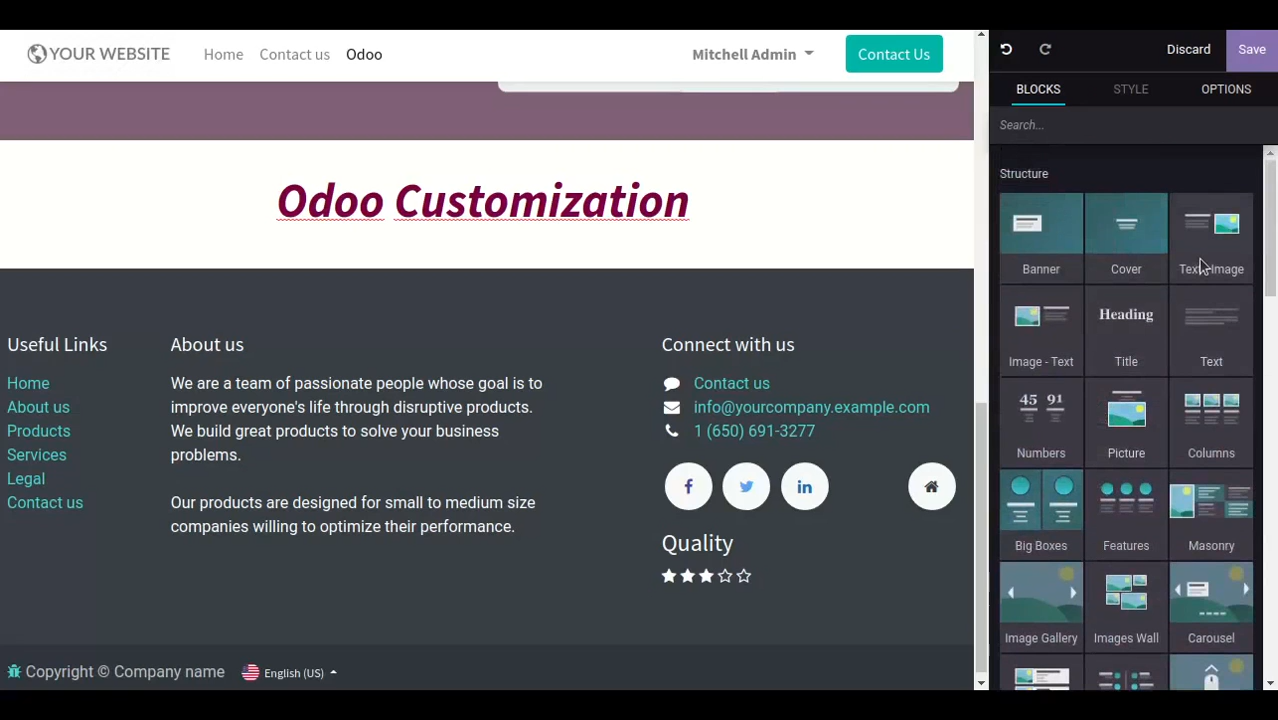 YOUR WEBSITE Home Contact us Odoo Mitchell Admin Contact Us
Discard Save
BLOCKS STYLE OPTIONS
Search...
Odoo Customization
Structure
Banner Cover Text - Image
Heading
Image - Text Title Text
45 91
Numbers Picture Columns
Big Boxes Features Masonry
Image Gallery Images Wall Carousel
Useful Links
Home
About us
Products
Services
Legal
Contact us
About us
We are a team of passionate people whose goal is to
improve everyone's life through disruptive products.
We build great products to solve your business
problems.
Our products are designed for small to medium size
companies willing to optimize their performance.
Connect with us
Contact us
info@yourcompany.example.com
1 (650) 691-3277
f in
Quality
Copyright © Company name English (US)